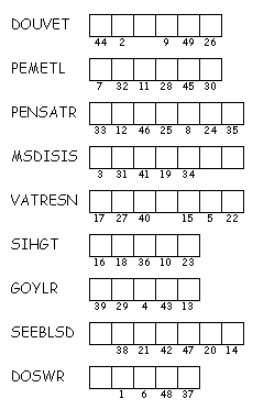 DOUVET
44 2 9 49 26
PEMETL
7 32 11 28 45 30
PENSATR
33 12 46 25 8 24 35
MSDISIS
3 31 41 19 34
VATRESN
17 27 40 15 5 22
SIHGT
16 18 36 10 23
GOYLR
39 29 4 43 13
SEEBLSD
38 21 42 47 20 14
DOSWR
1 6 48 37